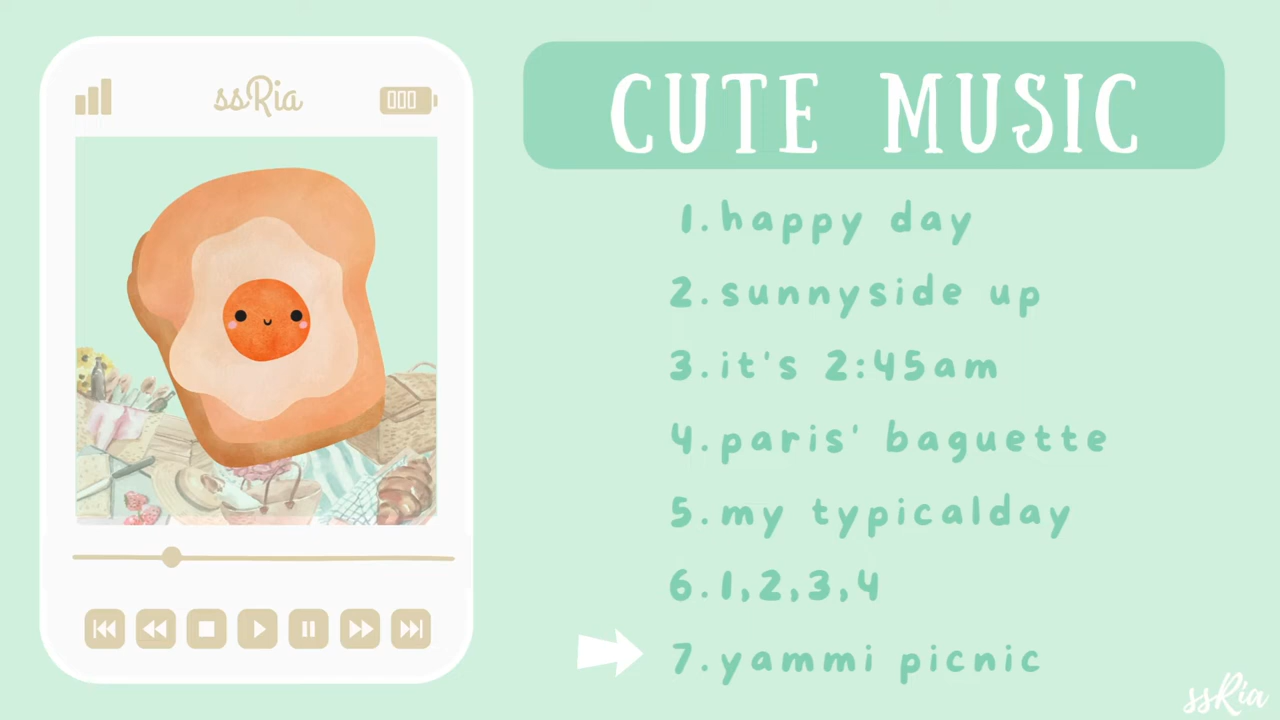 ssRia
CUTE MUSIC
1. happy day
2. sunnyside up
3. it's 2:45am
4. paris' baguette
5. my typicalday
6. 1,2,3,4
7. yammi picnic
ssRia